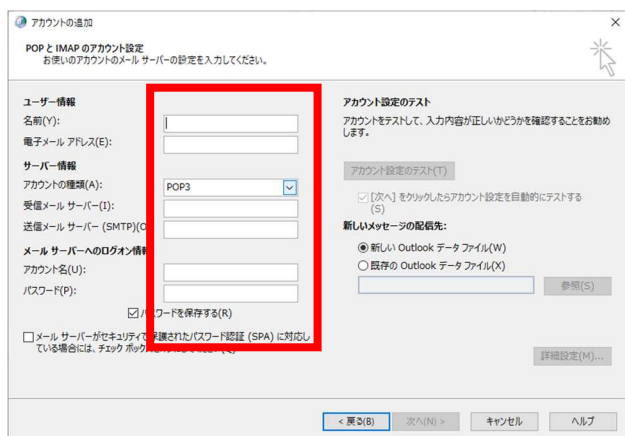 アカウントの追加
POP と IMAP のアカウント設定
お使いのアカウントのメール サーバーの設定を入力してください。
ユーザー情報
名前(Y):
電子メール アドレス(E):
サーバー情報
アカウントの種類(A):
POP3
受信メール サーバー(I):
送信メール サーバー (SMTP)(O
メール サーバーへのログオン情報
アカウント名(U):
パスワード(P):
スワードを保存する(R)
メール サーバーがセキュリティで保護されたパスワード認証 (SPA) に対応し
ている場合には、チェック ボック
アカウント設定のテスト
アカウントをテストして、入力内容が正しいかどうかを確認することをお勧め
します。
アカウント設定のテスト(T)
[次へ] をクリックしたらアカウント設定を自動的にテストする
(S)
新しいメッセージの配信先:
新しい Outlook データ ファイル(W)
既存の Outlook データ ファイル(X)
参照(S)
詳細設定(M)...
< 戻る(B)
次へ(N) >
キャンセル
ヘルプ